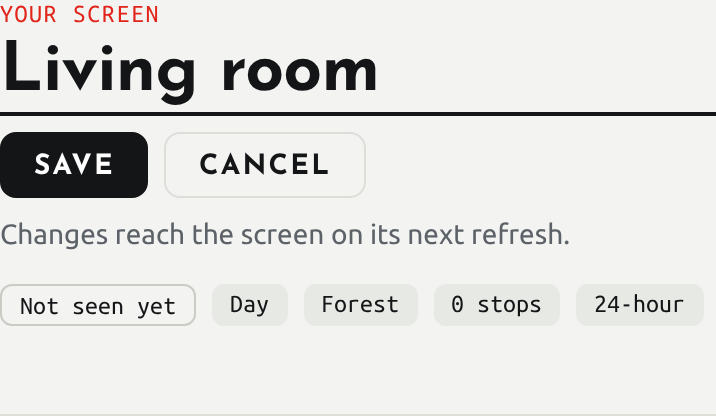 YOUR SCREEN
Living room
SAVE CANCEL
Changes reach the screen on its next refresh.
Not seen yet Day Forest 0 stops 24-hour